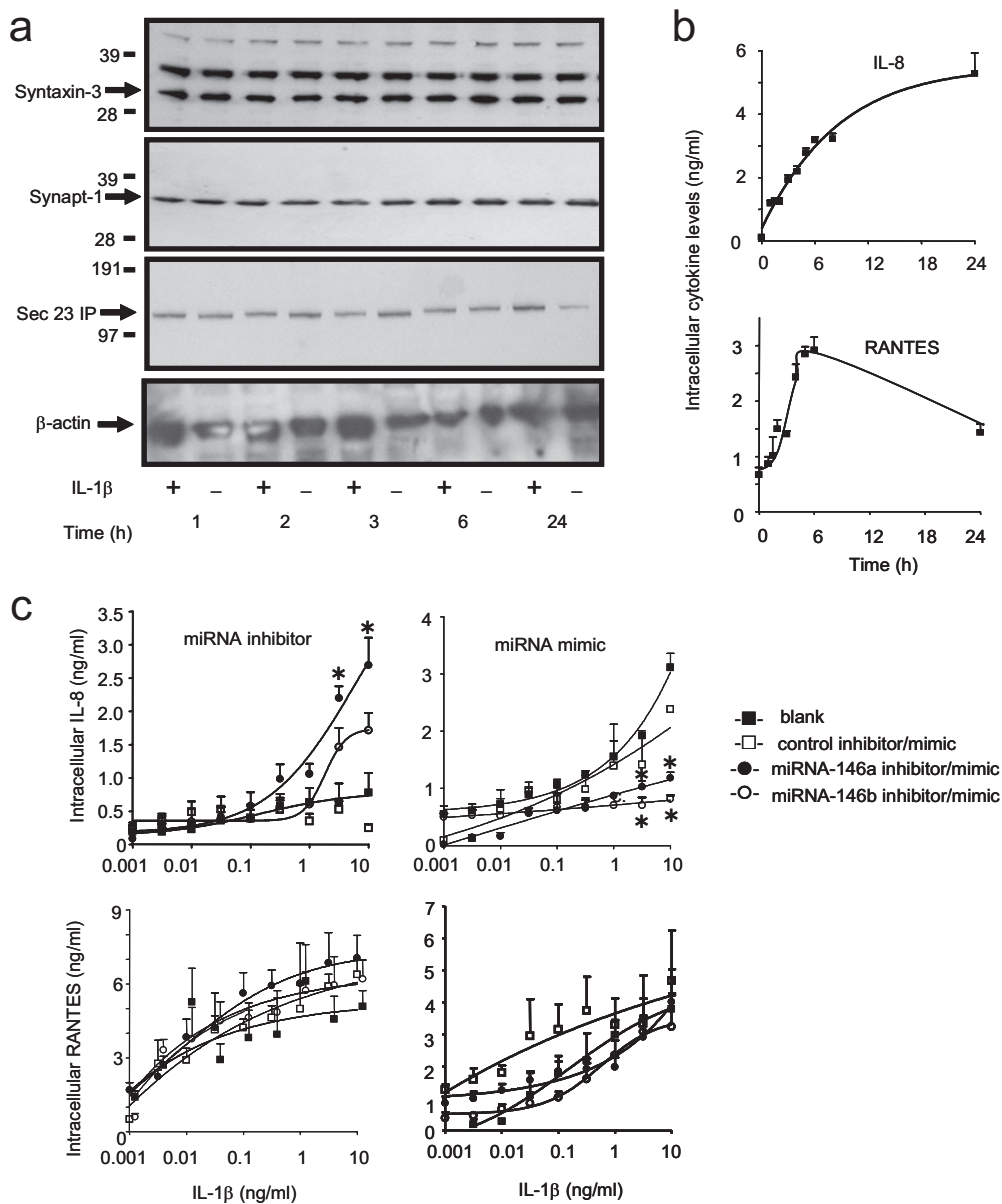 a
39
Syntaxin-3
28
39
Synapt-1
28
191
Sec 23 IP
97
β-actin
IL-1β + – + – + – + – + –
Time (h) 1 2 3 6 24
b
Intracellular cytokine levels (ng/ml)
6
4
2
0
IL-8
0 6 12 18 24
3
2
1
0
RANTES
0 6 12 18 24
Time (h)
c
Intracellular IL-8 (ng/ml)
3.5
3.0
2.5
2.0
1.5
1.0
0.5
0
miRNA inhibitor
* *
0.001 0.01 0.1 1 10
4
3
2
1
0
miRNA mimic
* *
* *
0.001 0.01 0.1 1 10
blank
control inhibitor/mimic
miRNA-146a inhibitor/mimic
miRNA-146b inhibitor/mimic
Intracellular RANTES (ng/ml)
9
6
3
0
0.001 0.01 0.1 1 10
IL-1β (ng/ml)
7
6
5
4
3
2
1
0
0.001 0.01 0.1 1 10
IL-1β (ng/ml)